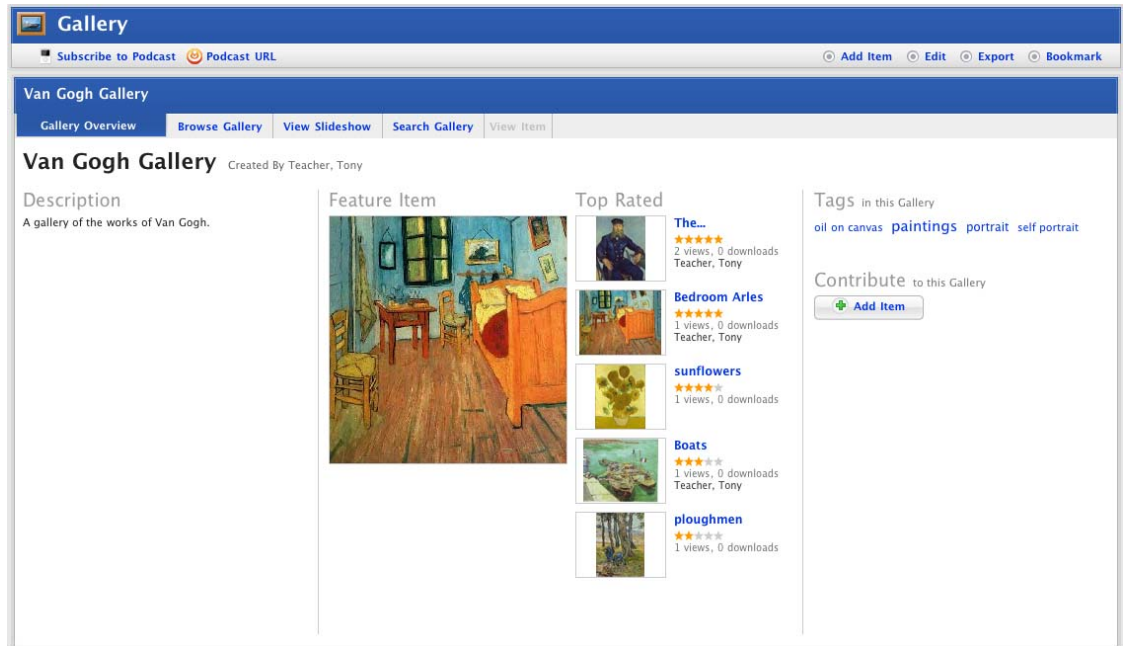 Gallery
Subscribe to Podcast Podcast URL Add Item Edit Export Bookmark
Van Gogh Gallery
Gallery Overview Browse Gallery View Slideshow Search Gallery View Item
Van Gogh Gallery Created By Teacher, Tony
Description
A gallery of the works of Van Gogh.
Feature Item
Top Rated
The...
2 views, 0 downloads
Teacher, Tony
Bedroom Arles
1 views, 0 downloads
Teacher, Tony
sunflowers
1 views, 0 downloads
Boats
1 views, 0 downloads
Teacher, Tony
ploughmen
1 views, 0 downloads
Tags in this Gallery
oil on canvas paintings portrait self portrait
Contribute to this Gallery
Add Item